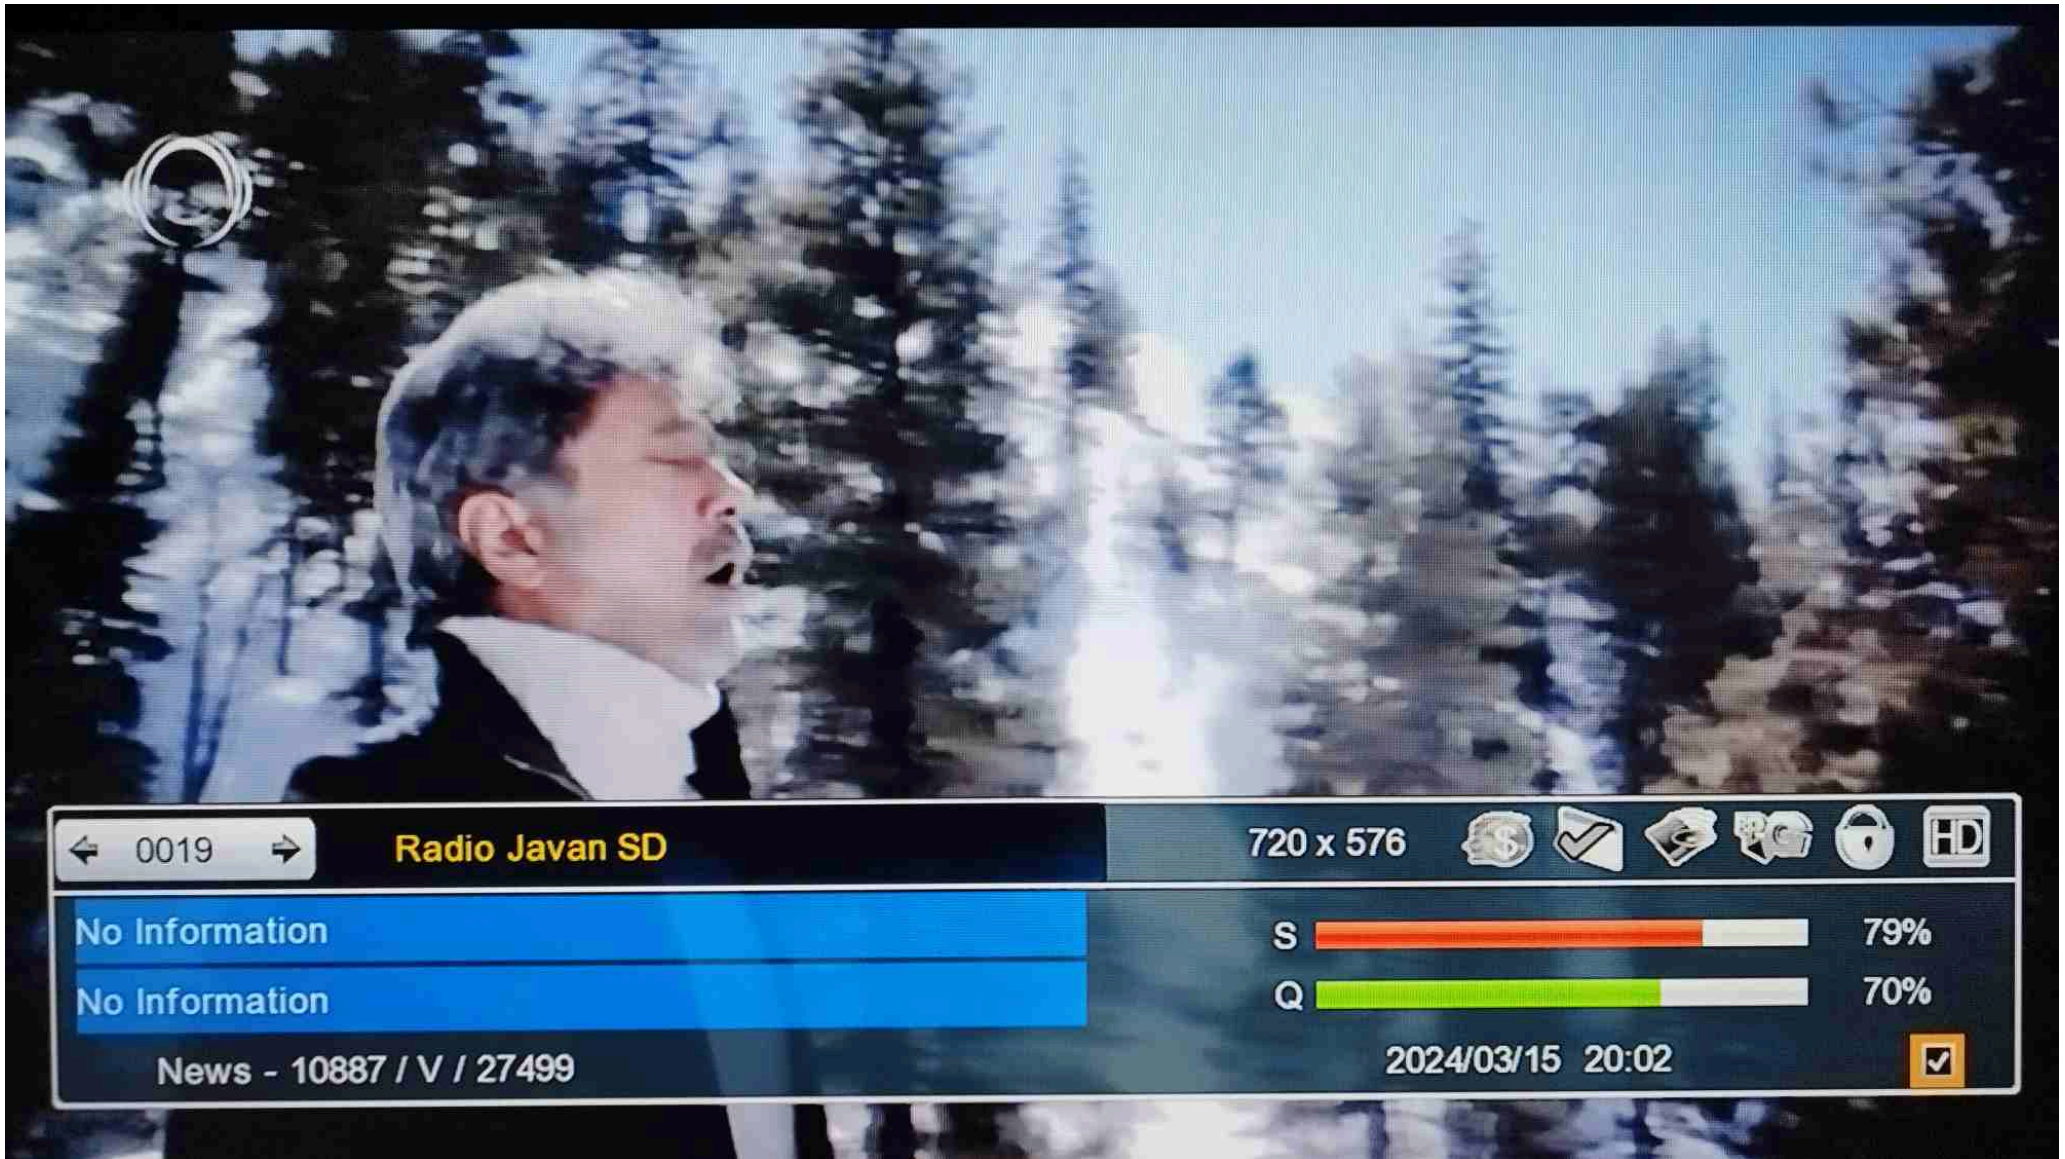 0019
Radio Javan SD
720 x 576
HD
No Information
S 79%
No Information
Q 70%
News - 10887 / V / 27499
2024/03/15 20:02